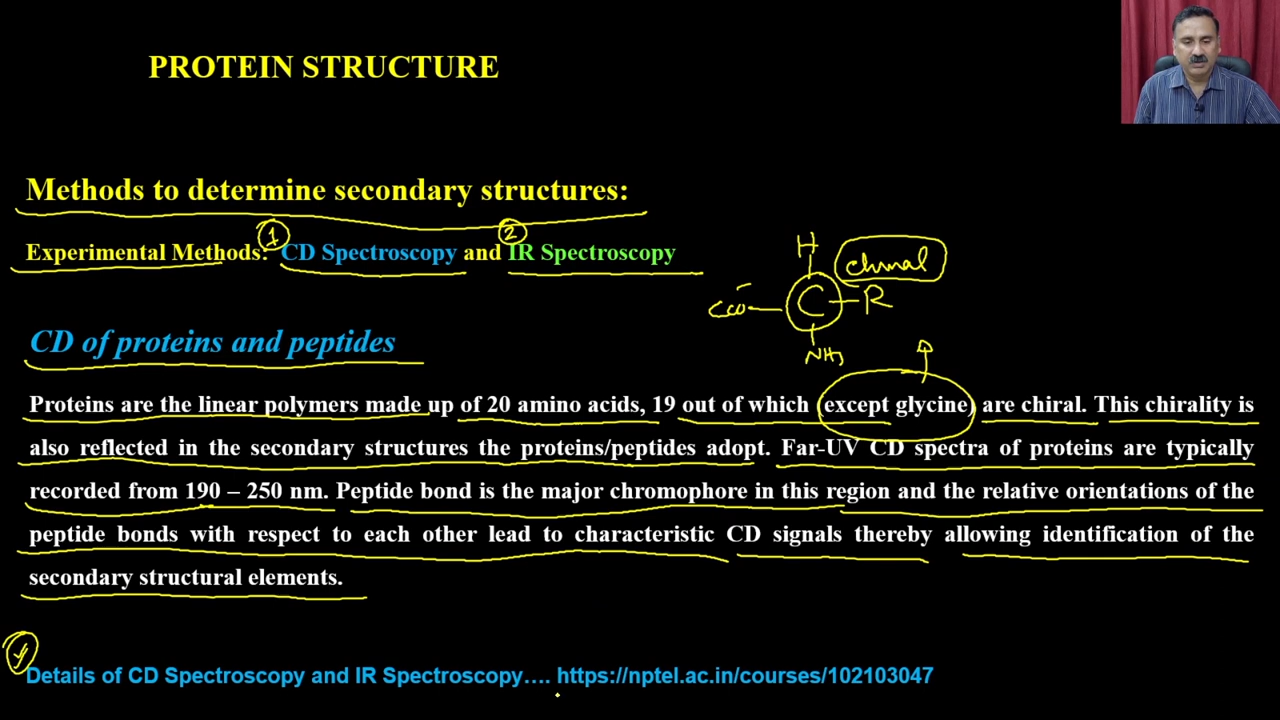 PROTEIN STRUCTURE
Methods to determine secondary structures:
1 2
Experimental Methods: CD Spectroscopy and IR Spectroscopy
H
chiral
COO⁻ C R
NH3
CD of proteins and peptides
Proteins are the linear polymers made up of 20 amino acids, 19 out of which (except glycine) are chiral. This chirality is
also reflected in the secondary structures the proteins/peptides adopt. Far-UV CD spectra of proteins are typically
recorded from 190 – 250 nm. Peptide bond is the major chromophore in this region and the relative orientations of the
peptide bonds with respect to each other lead to characteristic CD signals thereby allowing identification of the
secondary structural elements.
Details of CD Spectroscopy and IR Spectroscopy…. https://nptel.ac.in/courses/102103047